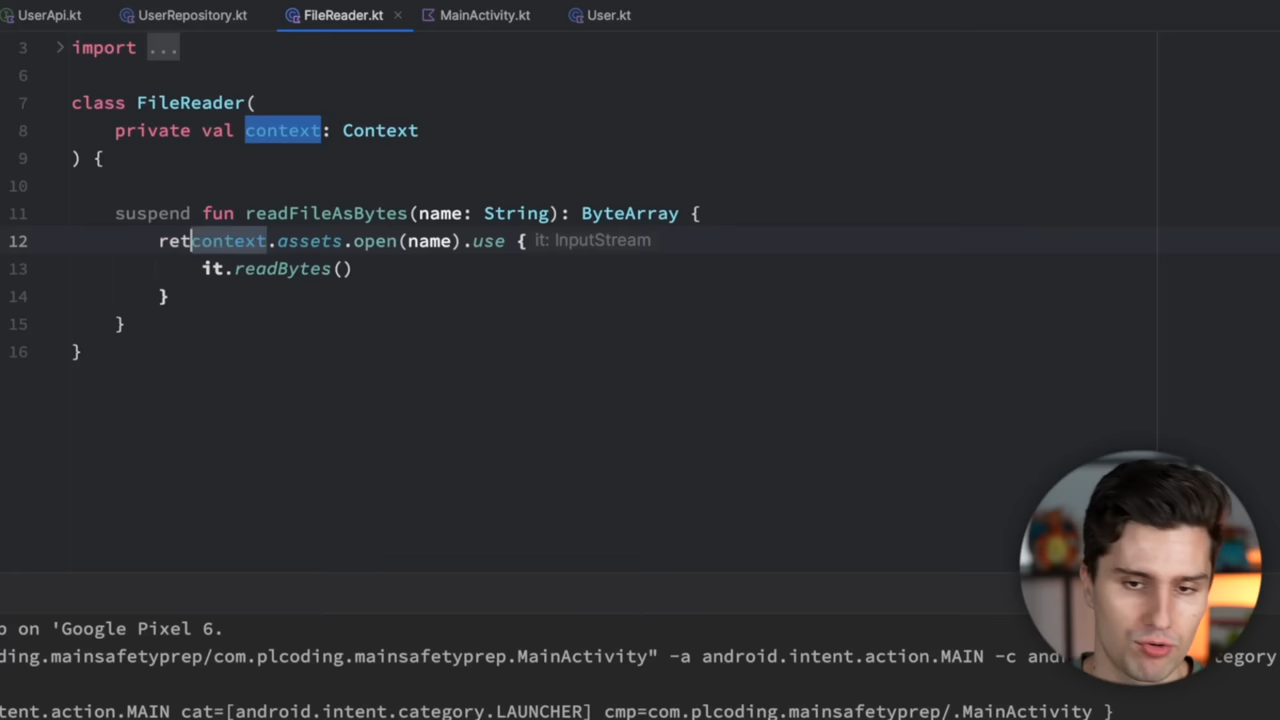 UserApi.kt UserRepository.kt FileReader.kt MainActivity.kt User.kt
3 import ...
6
7 class FileReader(
8 private val context: Context
9 ) {
10
11 suspend fun readFileAsBytes(name: String): ByteArray {
12 retcontext.assets.open(name).use { it: InputStream
13 it.readBytes()
14 }
15 }
16 }
p on 'Google Pixel 6.
ding.mainsafetyprep/com.plcoding.mainsafetyprep.MainActivity" -a android.intent.action.MAIN -c andr tegory
tent.action.MAIN cat=[android.intent.category.LAUNCHER] cmp=com.plcoding.mainsafetyprep/.MainActivity }